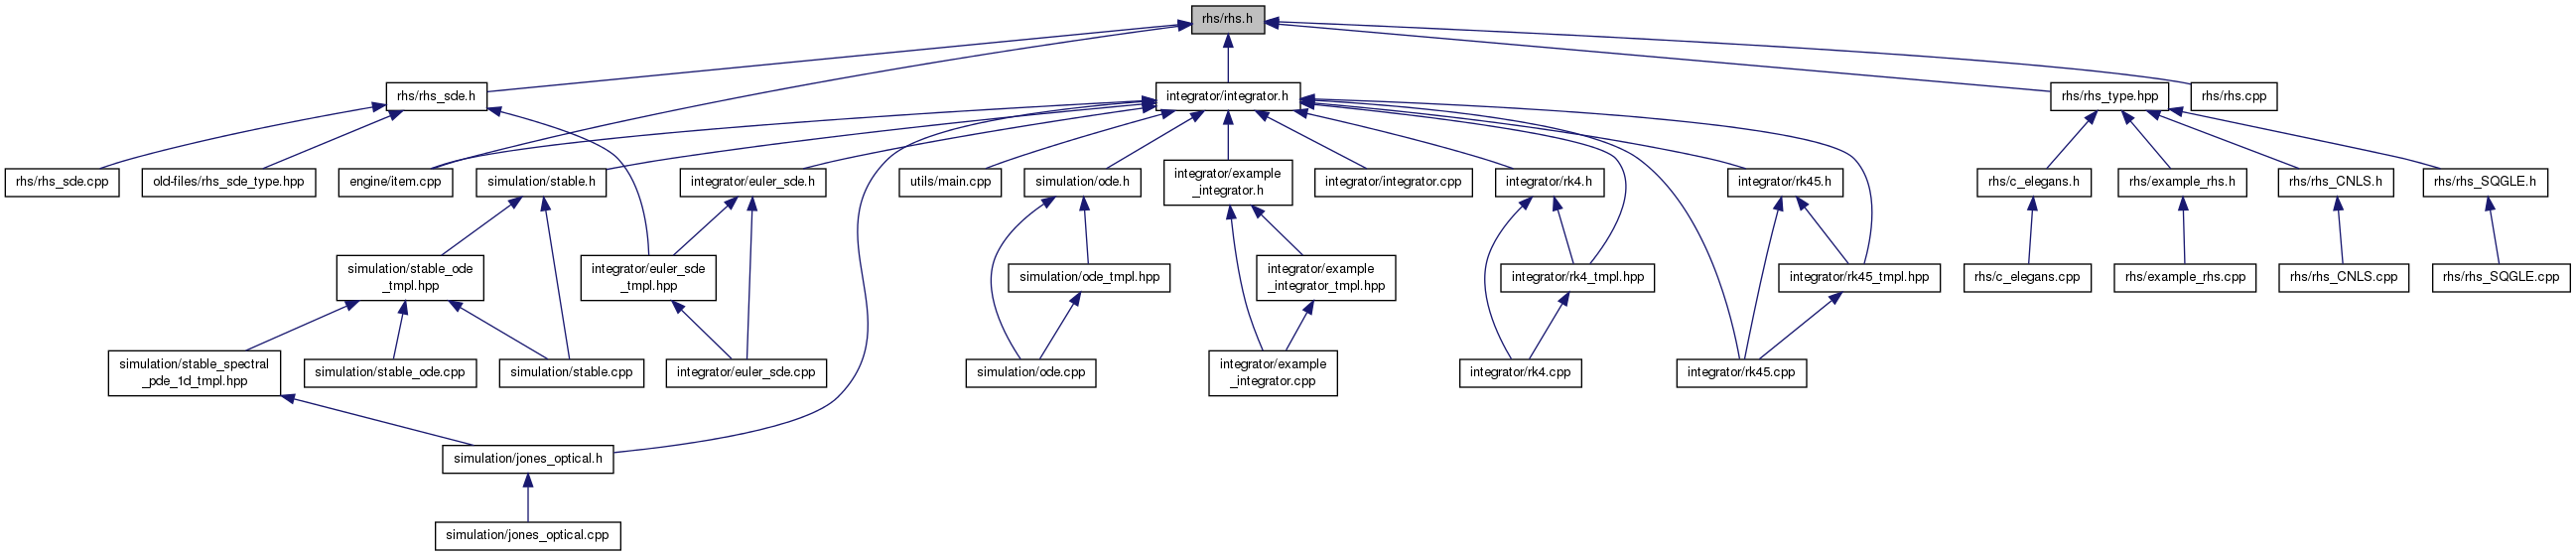 rhs/rhs.h
rhs/rhs_sde.h
integrator/integrator.h
rhs/rhs_type.hpp
rhs/rhs.cpp
rhs/rhs_sde.cpp
old-files/rhs_sde_type.hpp
engine/item.cpp
simulation/stable.h
integrator/euler_sde.h
utils/main.cpp
simulation/ode.h
integrator/example
_integrator.h
integrator/integrator.cpp
integrator/rk4.h
integrator/rk45.h
rhs/c_elegans.h
rhs/example_rhs.h
rhs/rhs_CNLS.h
rhs/rhs_SQGLE.h
simulation/stable_ode
_tmpl.hpp
integrator/euler_sde
_tmpl.hpp
simulation/ode_tmpl.hpp
integrator/example
_integrator_tmpl.hpp
integrator/rk4_tmpl.hpp
integrator/rk45_tmpl.hpp
rhs/c_elegans.cpp
rhs/example_rhs.cpp
rhs/rhs_CNLS.cpp
rhs/rhs_SQGLE.cpp
simulation/stable_spectral
_pde_1d_tmpl.hpp
simulation/stable_ode.cpp
simulation/stable.cpp
integrator/euler_sde.cpp
simulation/ode.cpp
integrator/example
_integrator.cpp
integrator/rk4.cpp
integrator/rk45.cpp
simulation/jones_optical.h
simulation/jones_optical.cpp